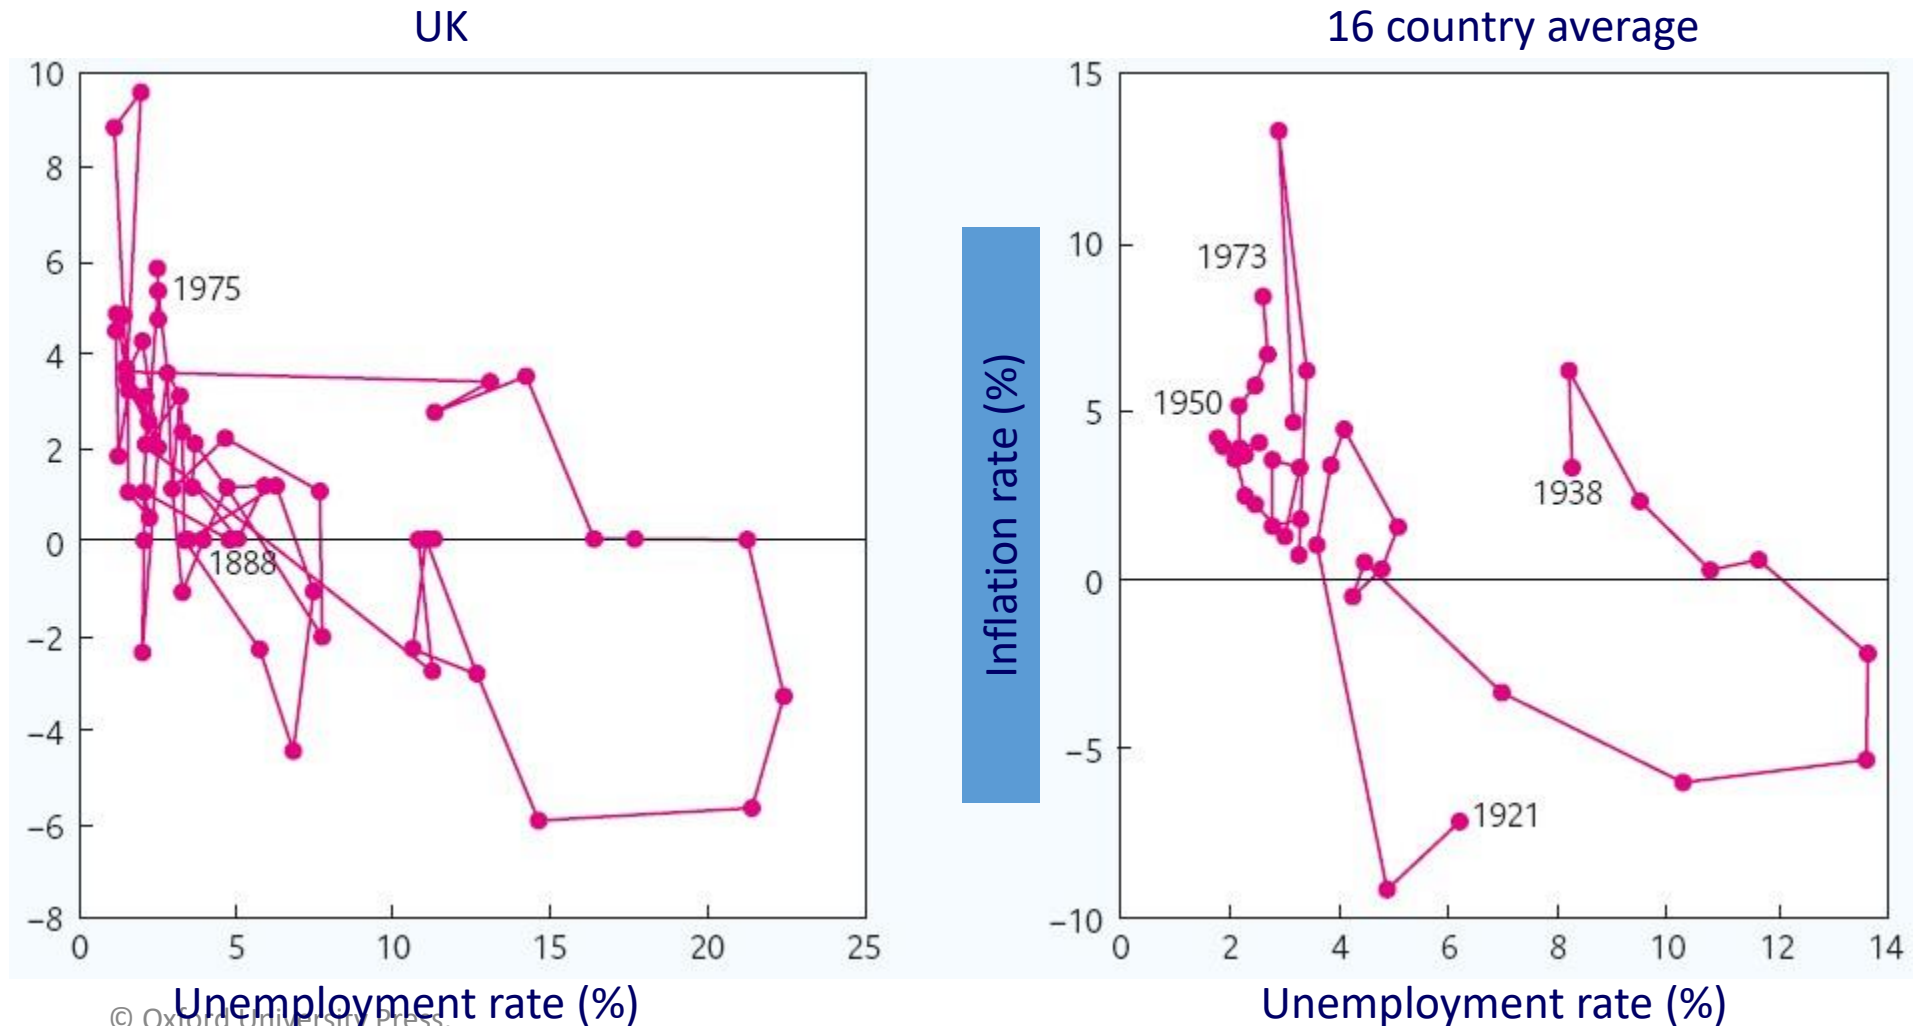 UK
10
8
6
4
2
0
−2
−4
−6
−8
0 5 10 15 20 25
1975
1888
Unemployment rate (%)
© Oxford University Press.
Inflation rate (%)
16 country average
15
10
5
0
−5
−10
0 2 4 6 8 10 12 14
1973
1950
1938
1921
Unemployment rate (%)